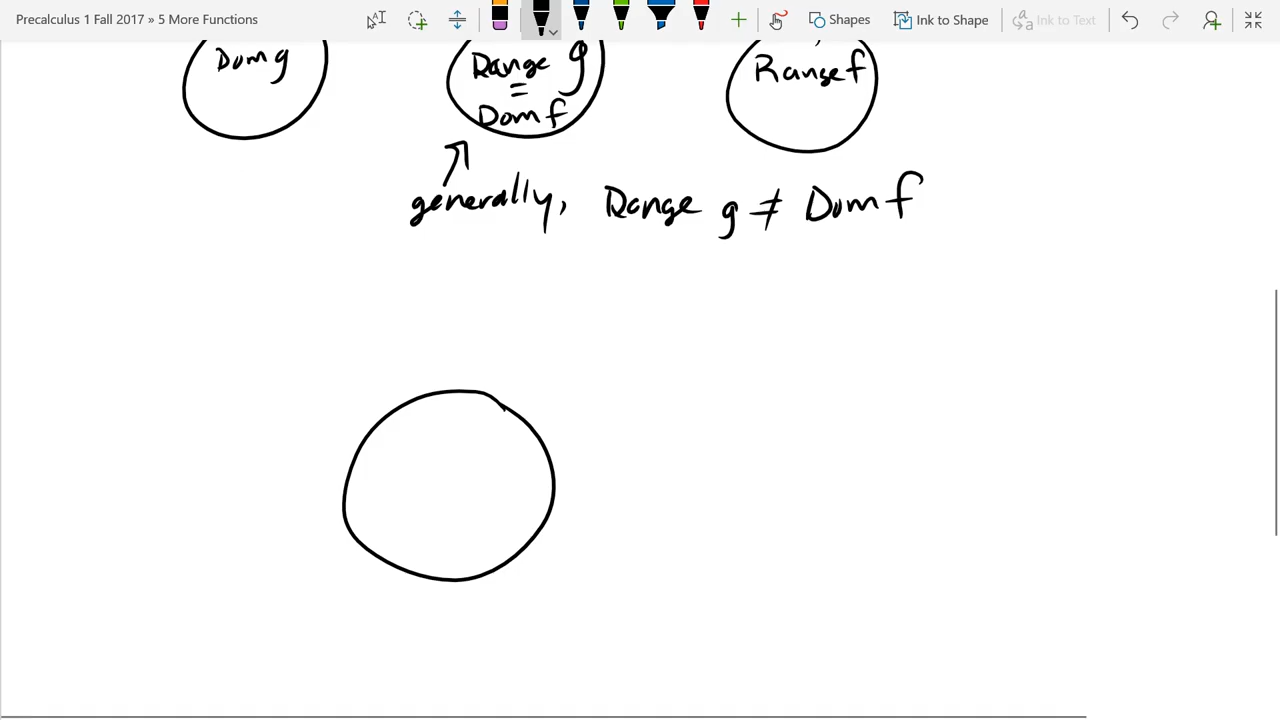 Precalculus 1 Fall 2017 » 5 More Functions
Shapes
Ink to Shape
Ink to Text
Dom g
Range g
=
Dom f
Range f
generally, Range g ≠ Dom f